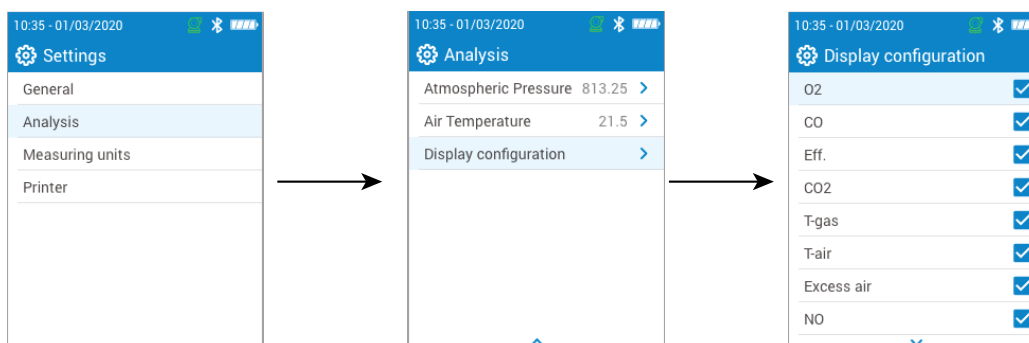 10:35 - 01/03/2020
Settings
General
Analysis
Measuring units
Printer
10:35 - 01/03/2020
Analysis
Atmospheric Pressure 813.25
Air Temperature 21.5
Display configuration
10:35 - 01/03/2020
Display configuration
O2
CO
Eff.
CO2
T-gas
T-air
Excess air
NO